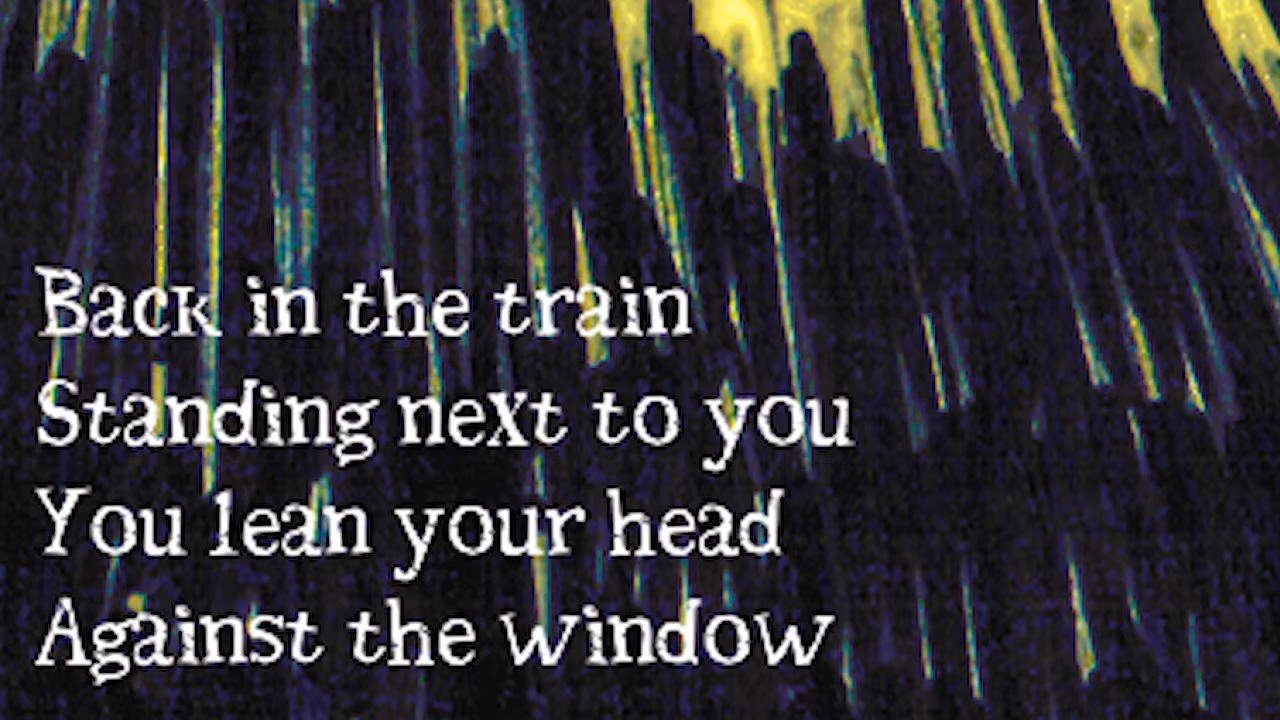 Back in the train
Standing next to you
You lean your head
Against the window